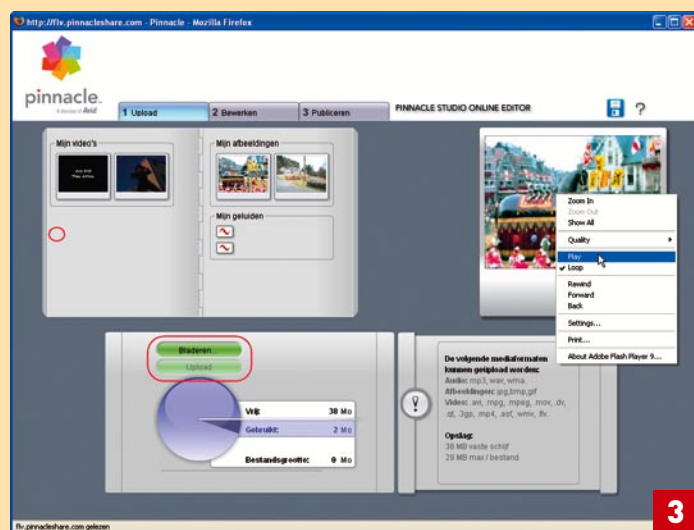 http://flv.pinnacleshare.com - Pinnacle - Mozilla Firefox
pinnacle.
A division of Avid
1 Upload
2 Bewerken
3 Publiceren
PINNACLE STUDIO ONLINE EDITOR
?
Mijn video's
Mijn afbeeldingen
Mijn geluiden
Zoom In
Zoom Out
Show All
Quality
Play
Loop
Rewind
Forward
Back
Settings...
Print...
About Adobe Flash Player 9...
Bladeren...
Upload
Vrij: 38 Mo
Gebruikt: 2 Mo
Bestandsgrootte: 0 Mo
De volgende mediaformaten
kunnen geüpload worden:
Audio: mp3, wav, wma.
Afbeeldingen: jpg,bmp,gif
Video: .avi, .mpg, .mpeg, .mov, .dv,
.qt, .3gp, .mp4, .asf, .wmv, .flv.
Opslag:
38 MB vaste schijf
29 MB max / bestand
flv.pinnacleshare.com gelezen
3